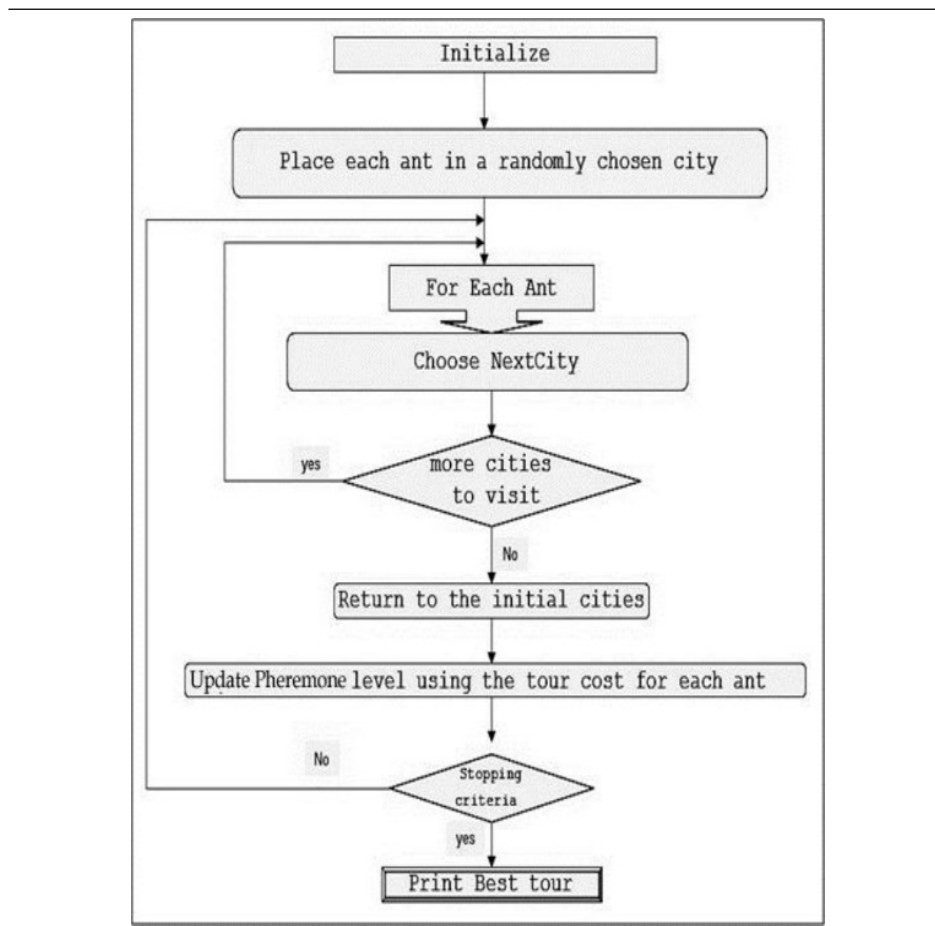 Initialize
Place each ant in a randomly chosen city
For Each Ant
Choose NextCity
yes
more cities
to visit
No
Return to the initial cities
Update Pheremone level using the tour cost for each ant
No
Stopping
criteria
yes
Print Best tour